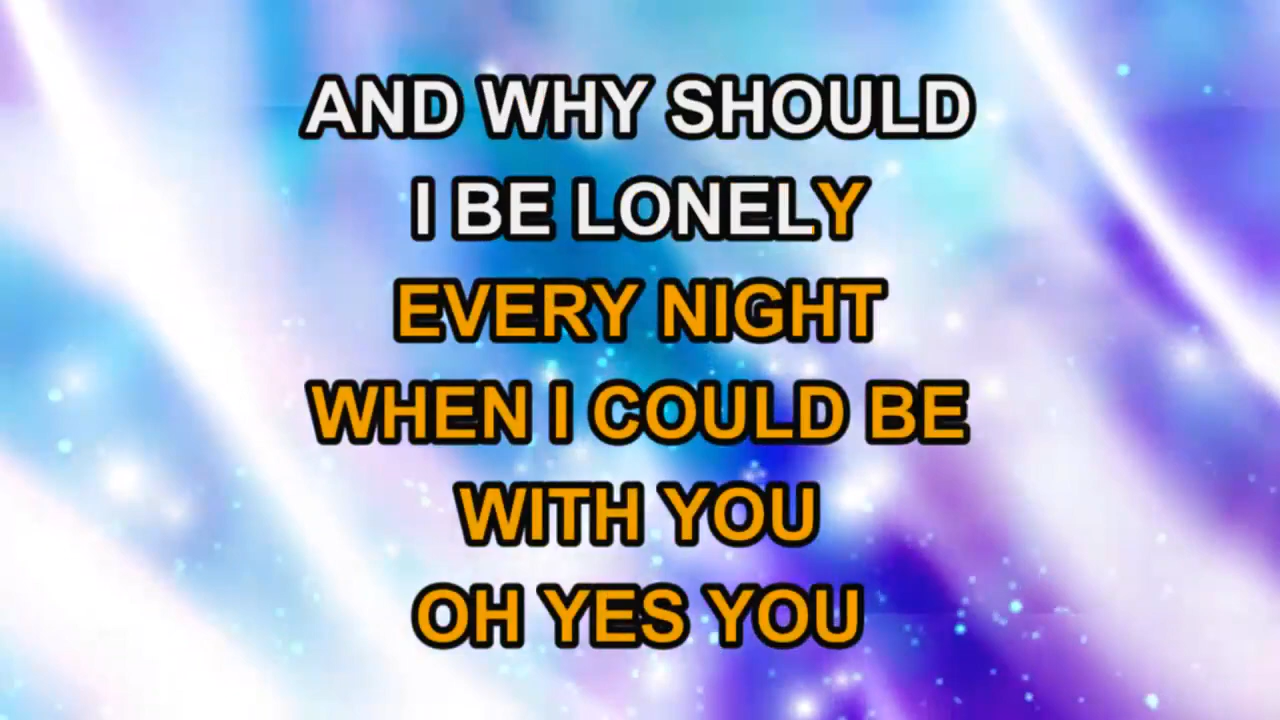 AND WHY SHOULD
I BE LONELY
EVERY NIGHT
WHEN I COULD BE
WITH YOU
OH YES YOU